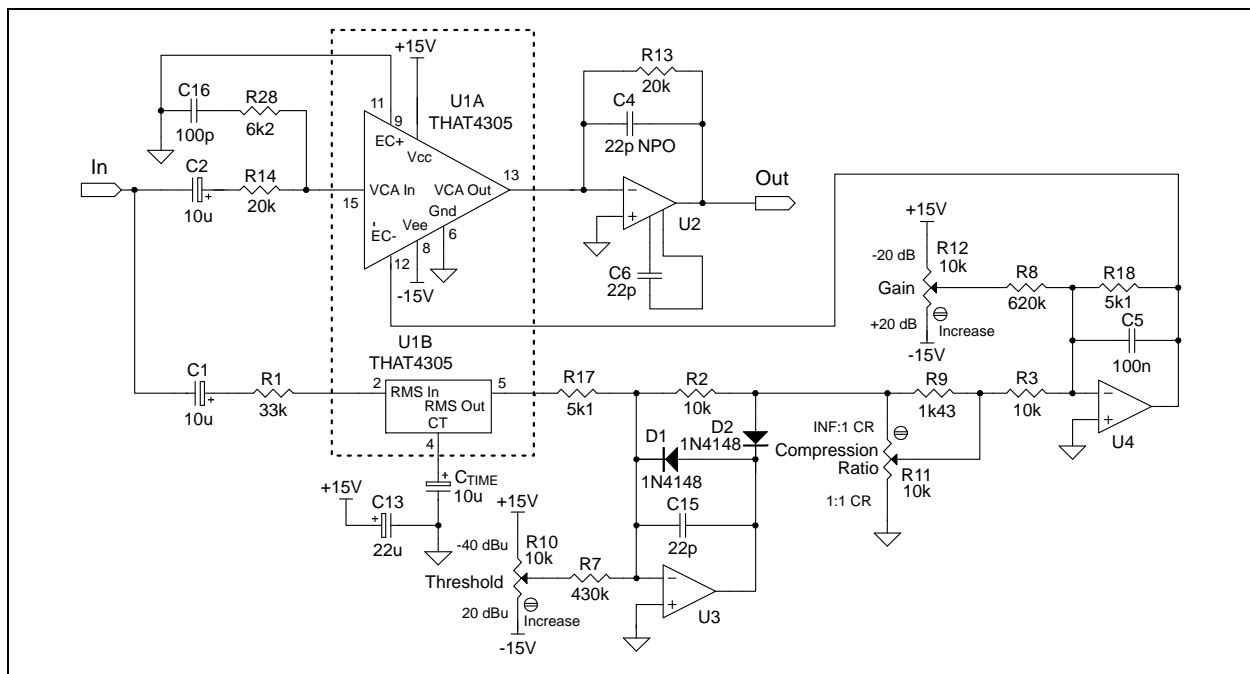 +15V
R13
20k
C16
100p
R28
6k2
11
9
EC+
Vcc
U1A
THAT4305
C4
22p NPO
In
C2
10u
R14
20k
15
VCA In
VCA Out
13
Gnd
6
Vee
8
EC-
12
-15V
−
+
U2
Out
C6
22p
+15V
-20 dB
R12
10k
Gain
+20 dB
Increase
-15V
R8
620k
R18
5k1
C5
100n
U1B
THAT4305
C1
10u
R1
33k
2
RMS In
RMS Out
5
CT
4
R17
5k1
R2
10k
R9
1k43
R3
10k
−
+
U4
D1
1N4148
D2
1N4148
INF:1 CR
Compression
Ratio
R11
10k
1:1 CR
+
CTIME
10u
+15V
C13
+
22u
C15
22p
+15V
-40 dBu
R10
10k
Threshold
20 dBu
Increase
-15V
R7
430k
−
+
U3